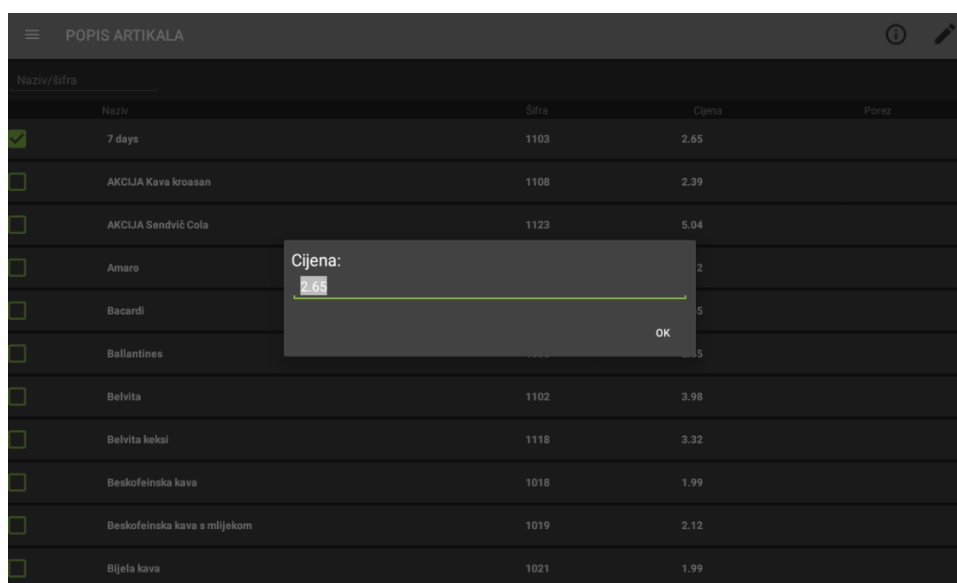 POPIS ARTIKALA
Naziv/šifra
Naziv Šifra Cijena Porez
7 days 1103 2.65
AKCIJA Kava kroasan 1108 2.39
AKCIJA Sendvič Cola 1123 5.04
Amaro
Bacardi
Ballantines
Cijena:
2.65
OK
Belvita 1102 3.98
Belvita keksi 1118 3.32
Beskofeinska kava 1018 1.99
Beskofeinska kava s mlijekom 1019 2.12
Bijela kava 1021 1.99